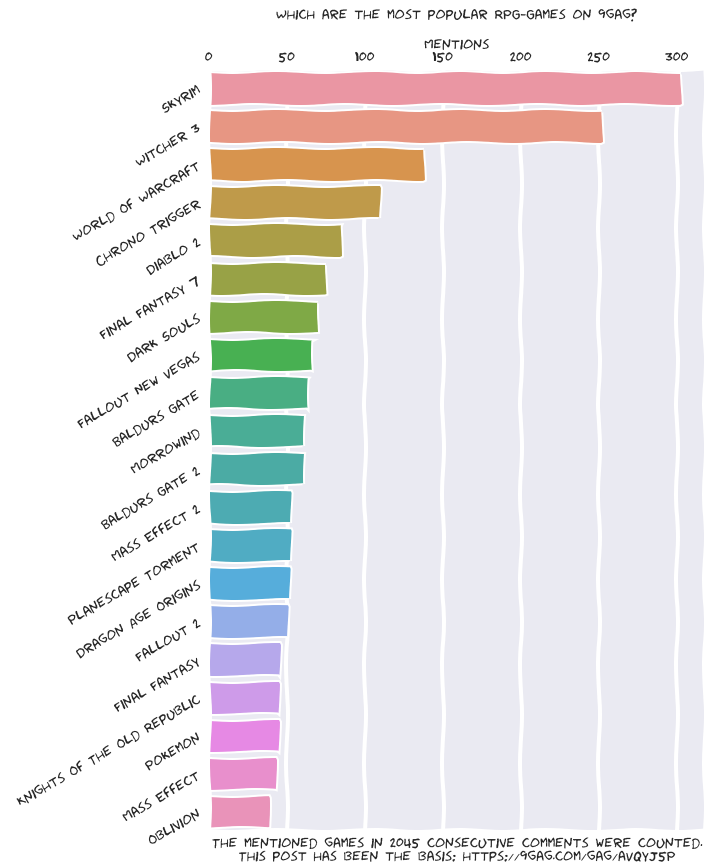 WHICH ARE THE MOST POPULAR RPG-GAMES ON 9GAG?
MENTIONS
0 50 100 150 200 250 300
SKYRIM
WITCHER 3
WORLD OF WARCRAFT
CHRONO TRIGGER
DIABLO 2
FINAL FANTASY 7
DARK SOULS
FALLOUT NEW VEGAS
BALDURS GATE
MORROWIND
BALDURS GATE 2
MASS EFFECT 2
PLANESCAPE TORMENT
DRAGON AGE ORIGINS
FALLOUT 2
FINAL FANTASY
KNIGHTS OF THE OLD REPUBLIC
POKEMON
MASS EFFECT
OBLIVION
THE MENTIONED GAMES IN 2045 CONSECUTIVE COMMENTS WERE COUNTED.
THIS POST HAS BEEN THE BASIS: HTTPS://9GAG.COM/GAG/AVQYJ5P